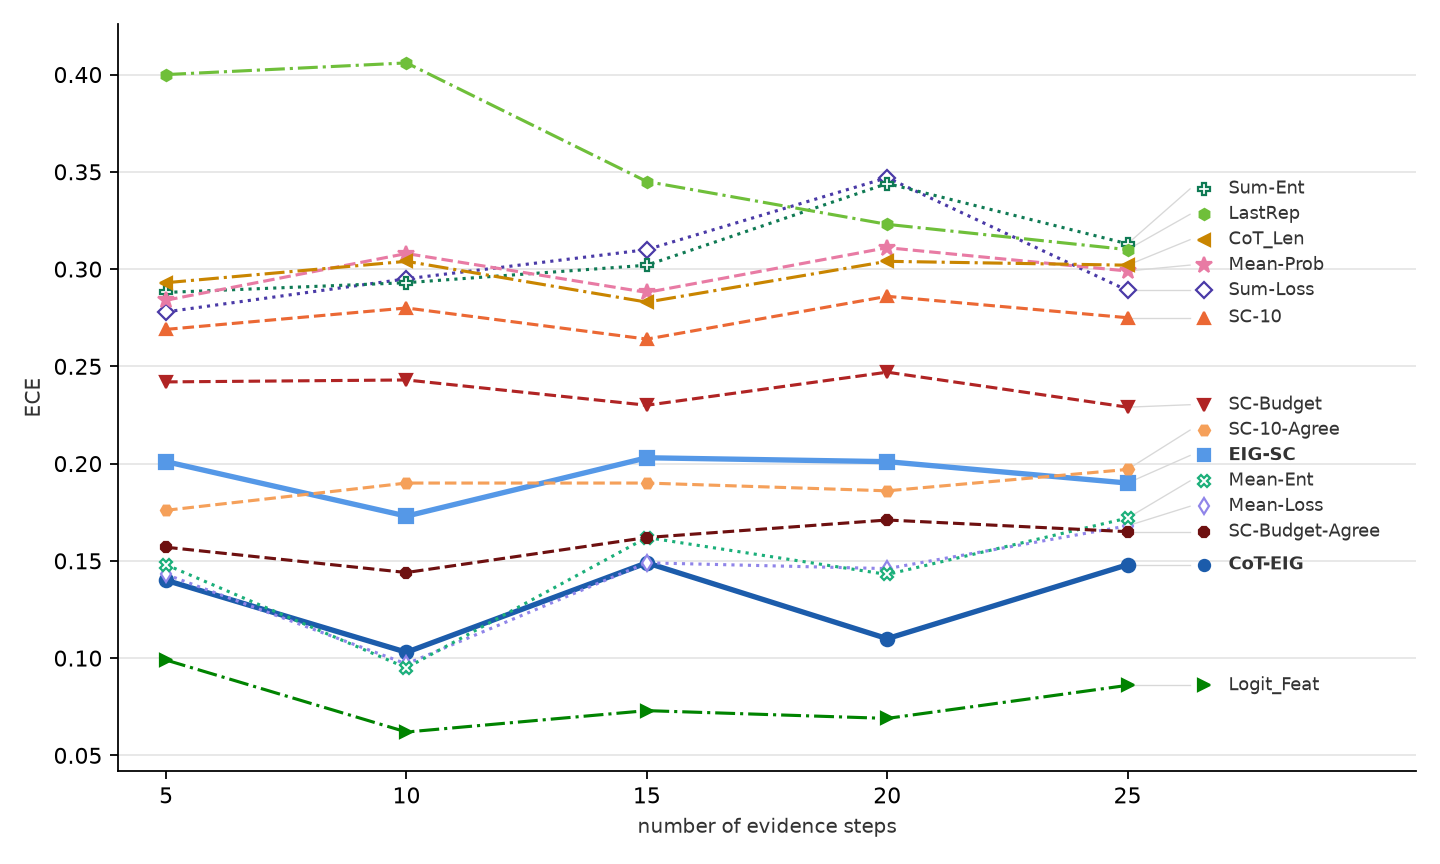 0.40
0.35
0.30
0.25
0.20
0.15
0.10
0.05
ECE
5
10
15
20
25
number of evidence steps
Sum-Ent
LastRep
CoT_Len
Mean-Prob
Sum-Loss
SC-10
SC-Budget
SC-10-Agree
EIG-SC
Mean-Ent
Mean-Loss
SC-Budget-Agree
CoT-EIG
Logit_Feat